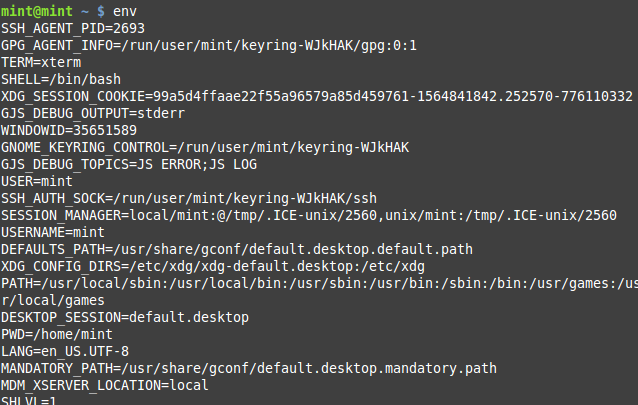 mint@mint ~ $ env
SSH_AGENT_PID=2693
GPG_AGENT_INFO=/run/user/mint/keyring-WJkHAK/gpg:0:1
TERM=xterm
SHELL=/bin/bash
XDG_SESSION_COOKIE=99a5d4ffaae22f55a96579a85d459761-1564841842.252570-776110332
GJS_DEBUG_OUTPUT=stderr
WINDOWID=35651589
GNOME_KEYRING_CONTROL=/run/user/mint/keyring-WJkHAK
GJS_DEBUG_TOPICS=JS ERROR;JS LOG
USER=mint
SSH_AUTH_SOCK=/run/user/mint/keyring-WJkHAK/ssh
SESSION_MANAGER=local/mint:@/tmp/.ICE-unix/2560,unix/mint:/tmp/.ICE-unix/2560
USERNAME=mint
DEFAULTS_PATH=/usr/share/gconf/default.desktop.default.path
XDG_CONFIG_DIRS=/etc/xdg/xdg-default.desktop:/etc/xdg
PATH=/usr/local/sbin:/usr/local/bin:/usr/sbin:/usr/bin:/sbin:/bin:/usr/games:/us
r/local/games
DESKTOP_SESSION=default.desktop
PWD=/home/mint
LANG=en_US.UTF-8
MANDATORY_PATH=/usr/share/gconf/default.desktop.mandatory.path
MDM_XSERVER_LOCATION=local
SHLVL=1